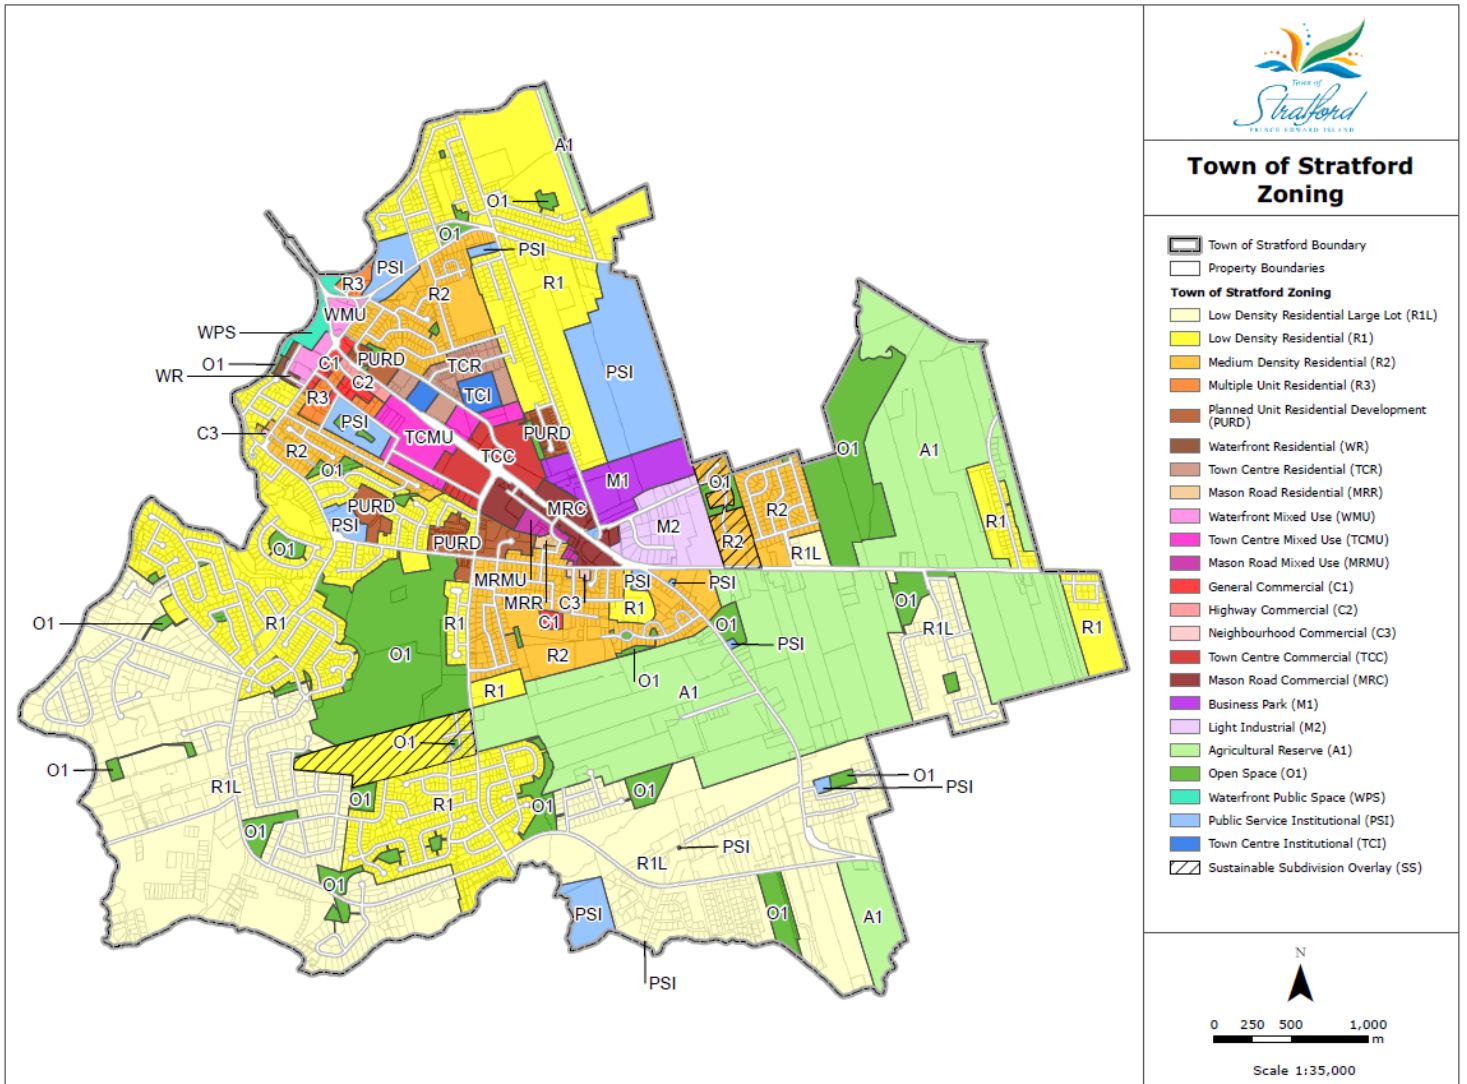 Town of
Stratford
PRINCE EDWARD ISLAND
Town of Stratford
Zoning
Town of Stratford Boundary
Property Boundaries
Town of Stratford Zoning
Low Density Residential Large Lot (R1L)
Low Density Residential (R1)
Medium Density Residential (R2)
Multiple Unit Residential (R3)
Planned Unit Residential Development
(PURD)
Waterfront Residential (WR)
Town Centre Residential (TCR)
Mason Road Residential (MRR)
Waterfront Mixed Use (WMU)
Town Centre Mixed Use (TCMU)
Mason Road Mixed Use (MRMU)
General Commercial (C1)
Highway Commercial (C2)
Neighbourhood Commercial (C3)
Town Centre Commercial (TCC)
Mason Road Commercial (MRC)
Business Park (M1)
Light Industrial (M2)
Agricultural Reserve (A1)
Open Space (O1)
Waterfront Public Space (WPS)
Public Service Institutional (PSI)
Town Centre Institutional (TCI)
Sustainable Subdivision Overlay (SS)
N
0 250 500 1,000
m
Scale 1:35,000
A1
O1
O1
PSI
PSI
R3
R1
R2
WMU
WPS
O1
C1
PURD
TCR
WR
C2
PSI
R3
TCI
PSI
TCMU
C3
PURD
R2
TCC
O1
A1
O1
M1
O1
PURD
MRC
R2
PSI
M2
R1
O1
PURD
R2
R1L
MRMU
PSI
PSI
MRR
C3
R1
O1
O1
R1
R1
C1
O1
R1L
R1
O1
R2
PSI
O1
R1
A1
O1
O1
R1L
O1
O1
R1
O1
O1
O1
PSI
O1
R1L
PSI
O1
PSI
O1
A1
PSI